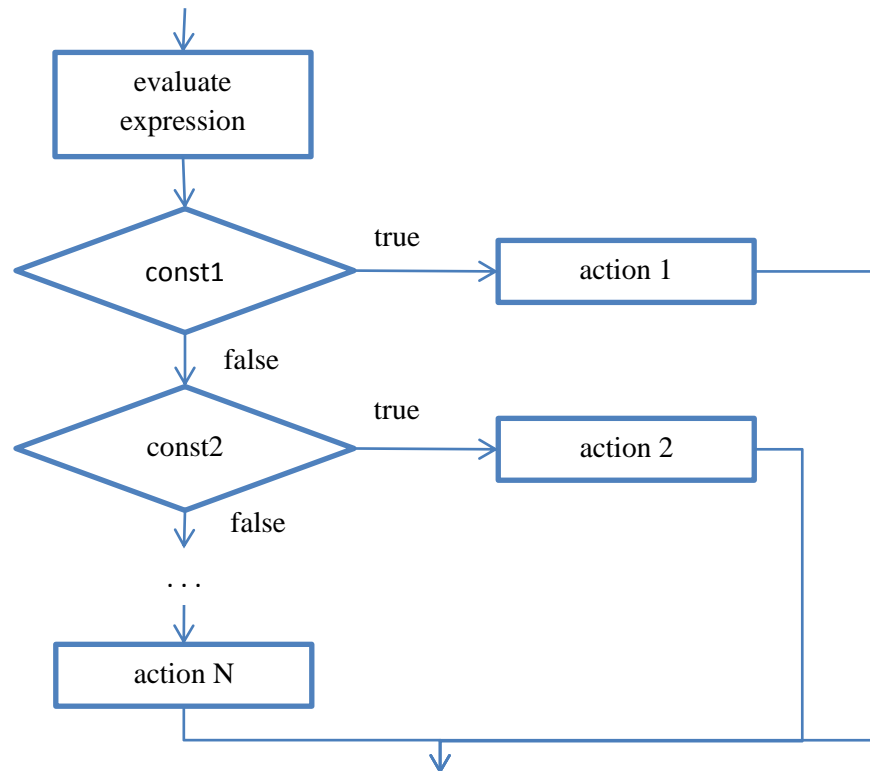 evaluate
expression
true
const1
action 1
false
true
const2
action 2
false
. . .
action N